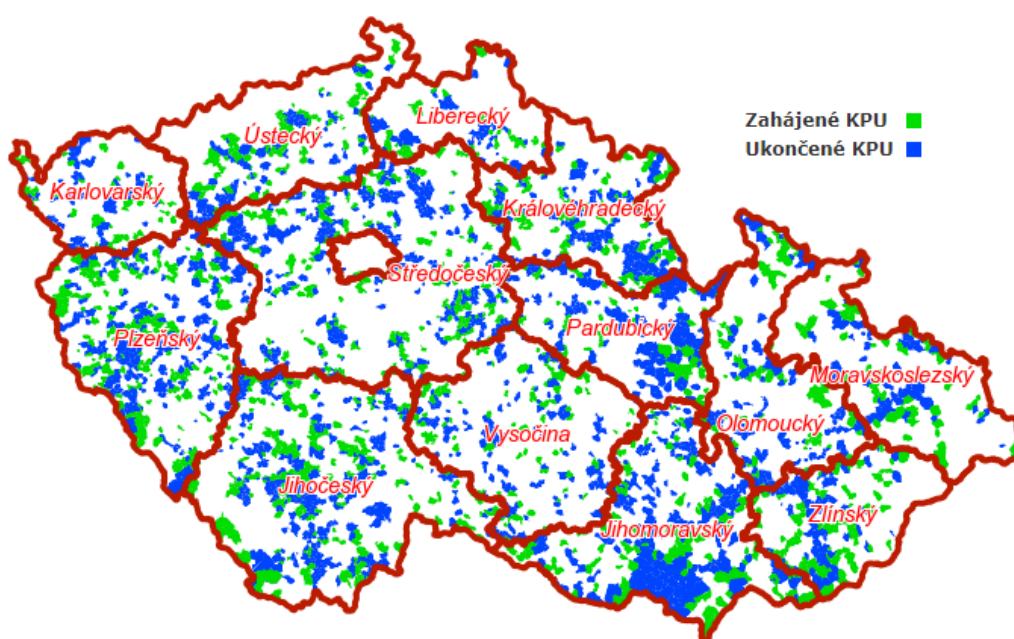 Zahájené KPU
Ukončené KPU
Liberecký
Ústecký
Karlovarský
Královéhradecký
Středočeský
Plzeňský
Pardubický
Moravskoslezský
Olomoucký
Vysočina
Jihočeský
Zlínský
Jihomoravský